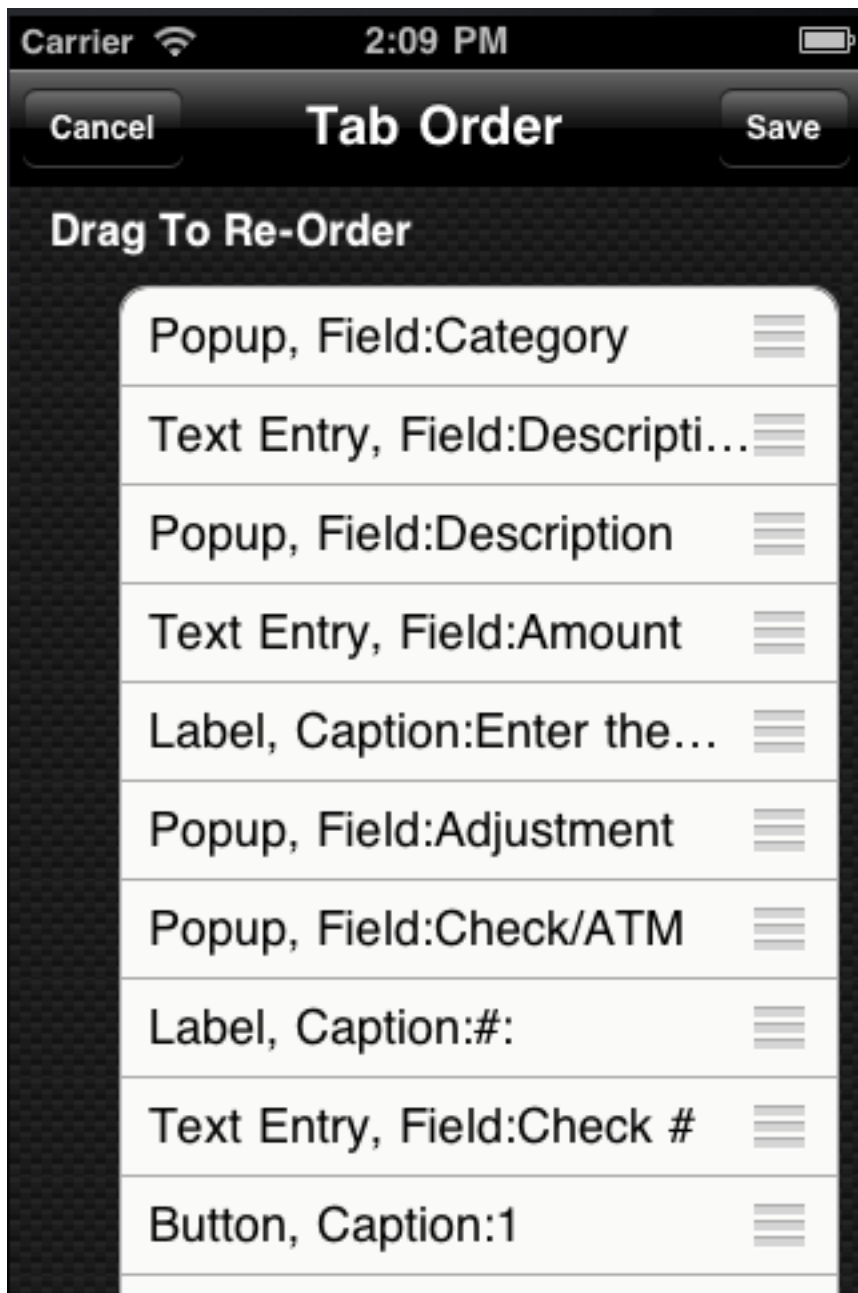 Carrier 2:09 PM
Cancel Tab Order Save
Drag To Re-Order
Popup, Field:Category
Text Entry, Field:Descripti...
Popup, Field:Description
Text Entry, Field:Amount
Label, Caption:Enter the...
Popup, Field:Adjustment
Popup, Field:Check/ATM
Label, Caption:#:
Text Entry, Field:Check #
Button, Caption:1